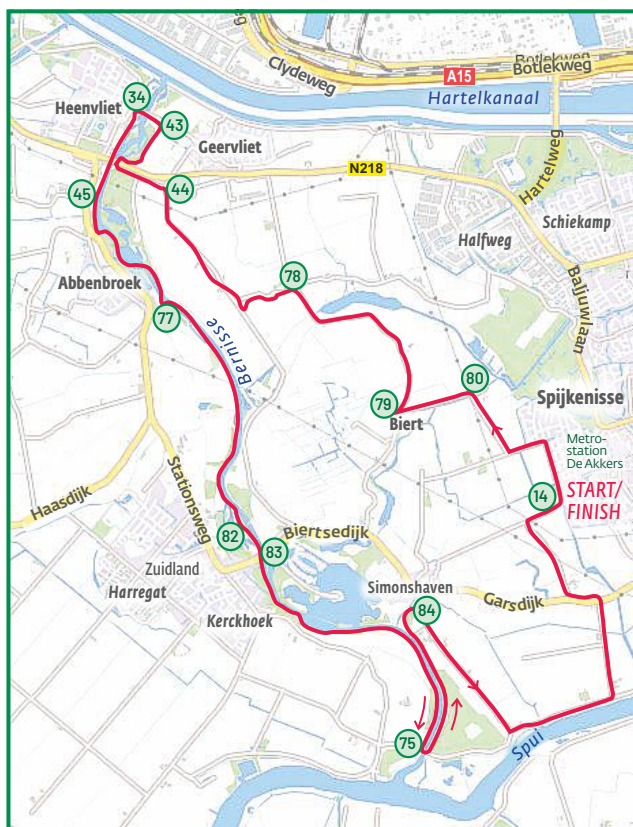 Clydeweg
A15
Botlekweg
Botlekweg
Hartelkanaal
Heenvliet
34
43
Geervliet
N218
Hartelweg
44
45
Schiekamp
Halfweg
Baljuwlaan
Abbenbroek
78
77
Bernisse
80
79
Biert
Spijkenisse
Metro-
station
De Akkers
14
START/
FINISH
Haasdijk
Stationsweg
82
83
Biertsedijk
Zuidland
Harregat
Simonshaven
84
Garsdijk
Kerckhoek
75
Spui